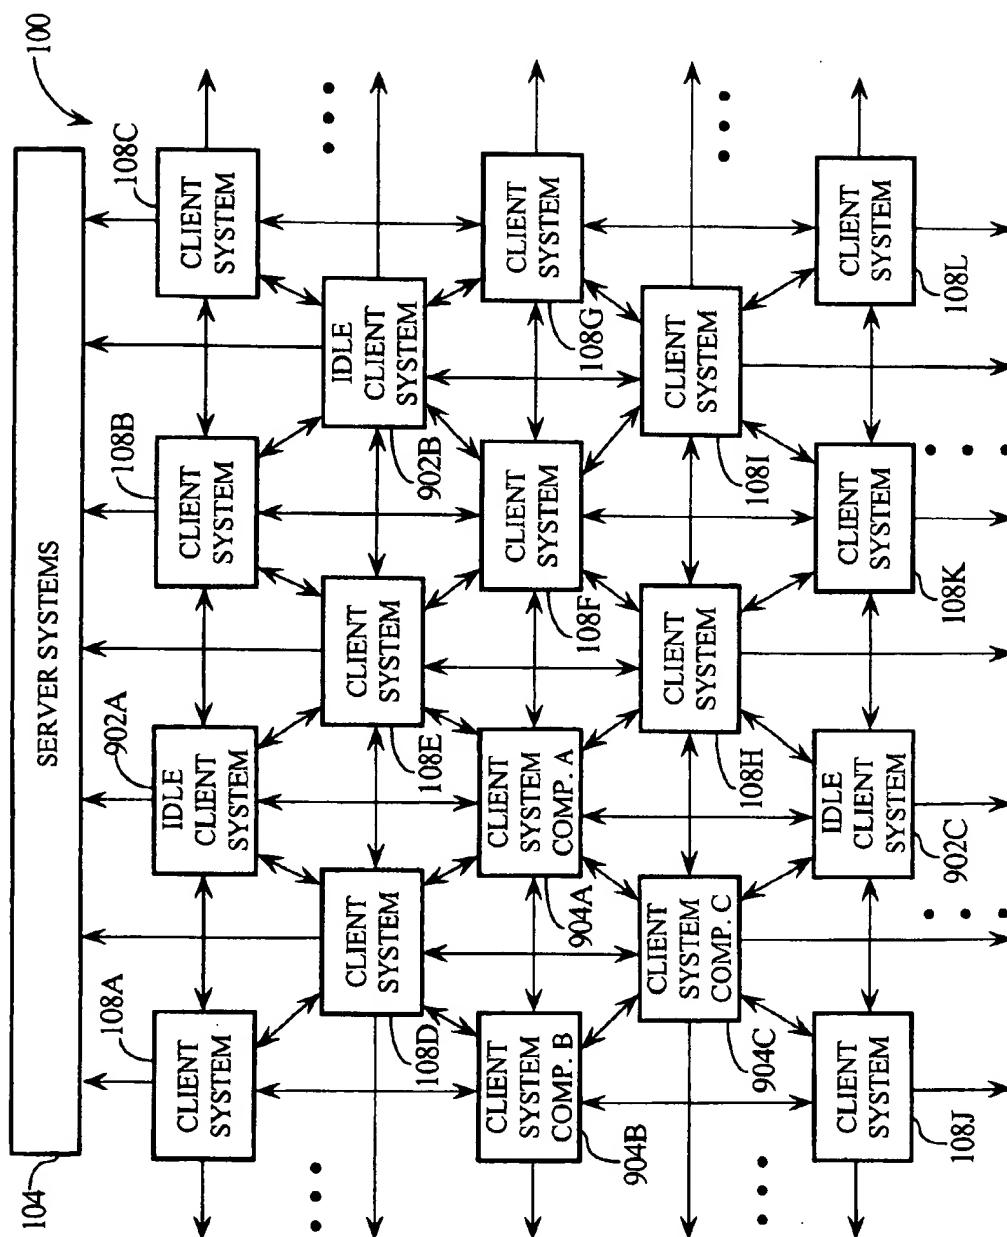 100
SERVER SYSTEMS
104
108A
902A
108B
108C
CLIENT
SYSTEM
IDLE
CLIENT
SYSTEM
CLIENT
SYSTEM
CLIENT
SYSTEM
CLIENT
SYSTEM
108D
CLIENT
SYSTEM
108E
IDLE
CLIENT
SYSTEM
902B
CLIENT
SYSTEM
COMP. B
904B
CLIENT
SYSTEM
COMP. A
904A
CLIENT
SYSTEM
108F
CLIENT
SYSTEM
108G
CLIENT
SYSTEM
COMP. C
904C
CLIENT
SYSTEM
108H
CLIENT
SYSTEM
108I
CLIENT
SYSTEM
108J
IDLE
CLIENT
SYSTEM
902C
CLIENT
SYSTEM
108K
CLIENT
SYSTEM
108L